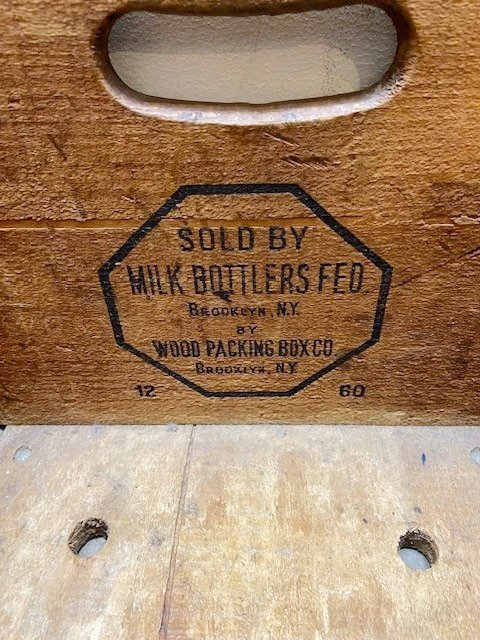 SOLD BY
MILK BOTTLERS FED.
BROOKLYN, N.Y.
BY
WOOD PACKING BOX CO.
BROOKLYN, N.Y
12 60